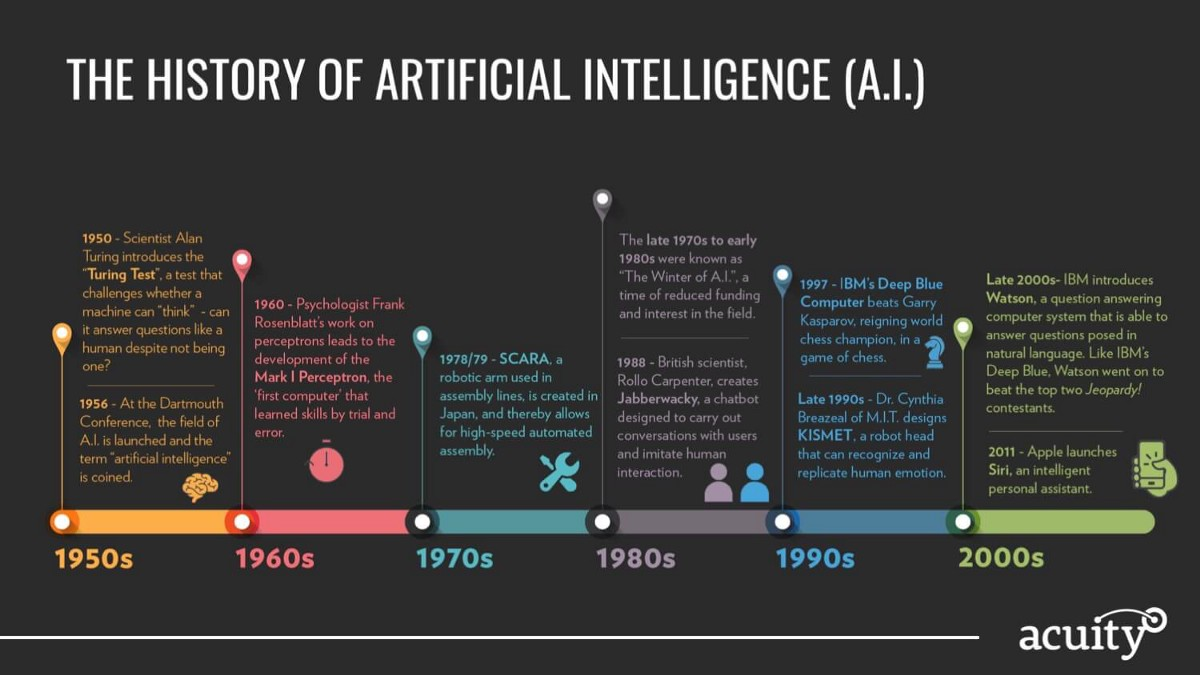 THE HISTORY OF ARTIFICIAL INTELLIGENCE (A.I.)
1950 - Scientist Alan
Turing introduces the
"Turing Test", a test that
challenges whether a
machine can "think" - can
it answer questions like a
human despite not being
one?
1956 - At the Dartmouth
Conference, the field of
A.I. is launched and the
term "artificial intelligence"
is coined.
1960 - Psychologist Frank
Rosenblatt's work on
perceptrons leads to the
development of the
Mark I Perceptron, the
'first computer' that
learned skills by trial and
error.
1978/79 - SCARA, a
robotic arm used in
assembly lines, is created in
Japan, and thereby allows
for high-speed automated
assembly.
The late 1970s to early
1980s were known as
"The Winter of A.I.", a
time of reduced funding
and interest in the field.
1988 - British scientist,
Rollo Carpenter, creates
Jabberwacky, a chatbot
designed to carry out
conversations with users
and imitate human
interaction.
1997 - IBM's Deep Blue
Computer beats Garry
Kasparov, reigning world
chess champion, in a
game of chess.
Late 1990s - Dr. Cynthia
Breazeal of M.I.T. designs
KISMET, a robot head
that can recognize and
replicate human emotion.
Late 2000s- IBM introduces
Watson, a question answering
computer system that is able to
answer questions posed in
natural language. Like IBM's
Deep Blue, Watson went on to
beat the top two Jeopardy!
contestants.
2011 - Apple launches
Siri, an intelligent
personal assistant.
1950s
1960s
1970s
1980s
1990s
2000s
acuity